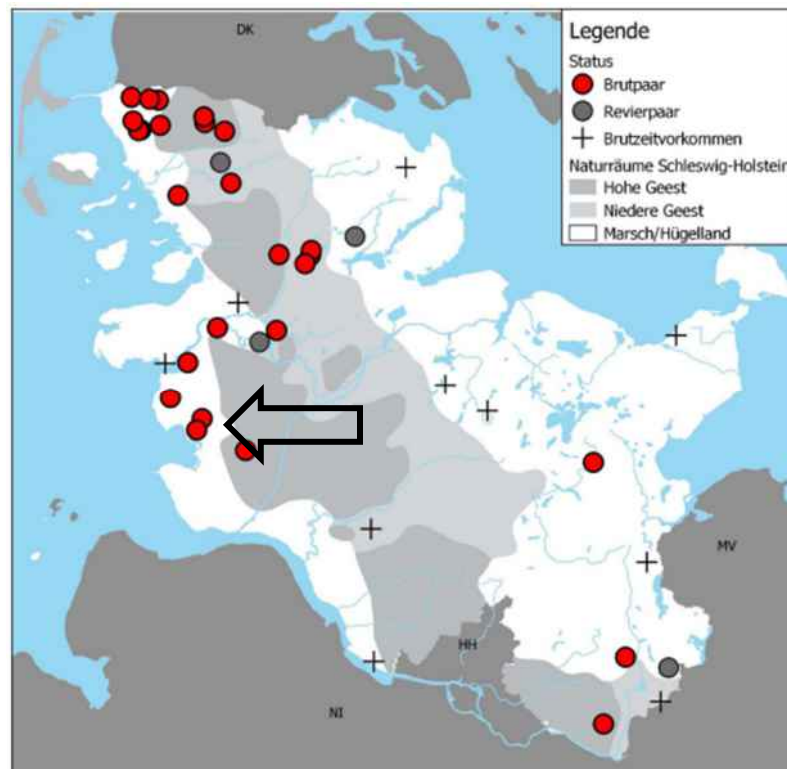 DK
Legende
Status
Brutpaar
Revierpaar
Brutzeitvorkommen
Naturräume Schleswig-Holstein
Hohe Geest
Niedere Geest
Marsch/Hügelland
MV
HH
NI